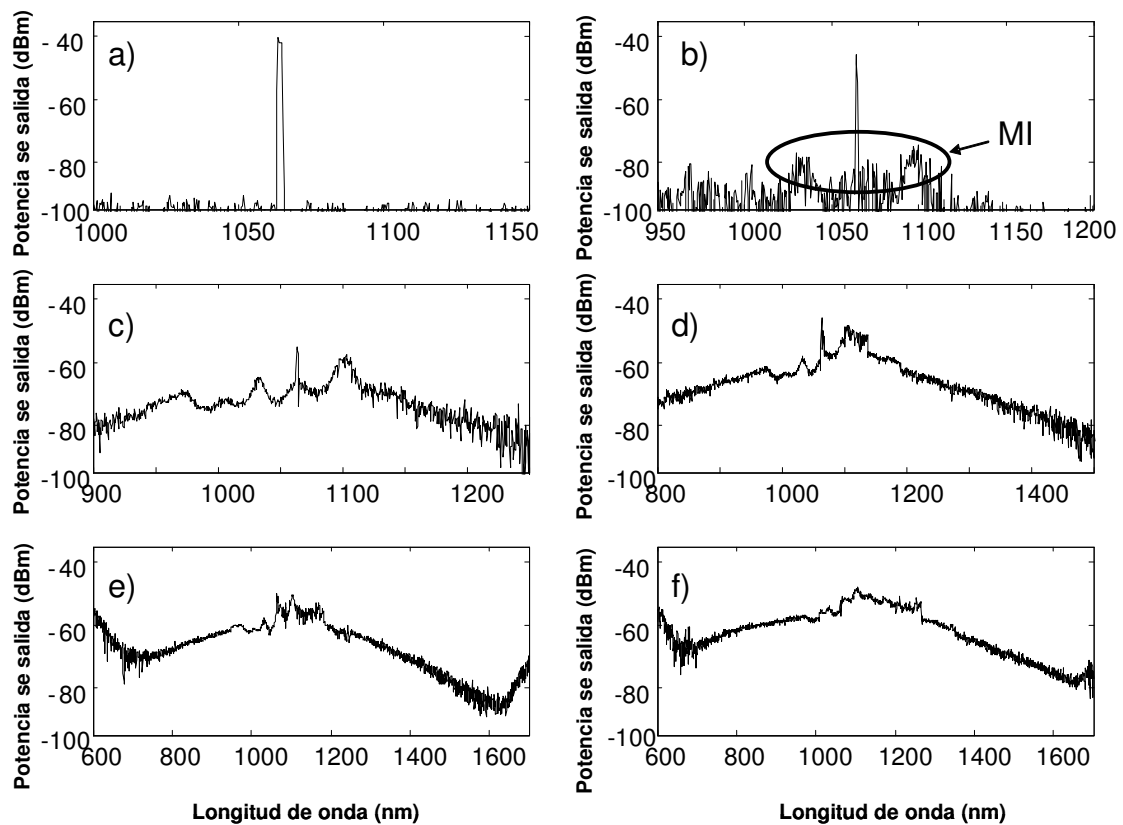 Potencia se salida (dBm)
- 40
- 60
- 80
-100
a)
1000 1050 1100 1150
Potencia se salida (dBm)
- 40
- 60
- 80
-100
b)
MI
950 1000 1050 1100 1150 1200
Potencia se salida (dBm)
- 40
- 60
- 80
-100
c)
900 1000 1100 1200
Potencia se salida (dBm)
- 40
- 60
- 80
-100
d)
800 1000 1200 1400
Potencia se salida (dBm)
- 40
- 60
- 80
-100
e)
600 800 1000 1200 1400 1600
Longitud de onda (nm)
Potencia se salida (dBm)
- 40
- 60
- 80
-100
f)
600 800 1000 1200 1400 1600
Longitud de onda (nm)